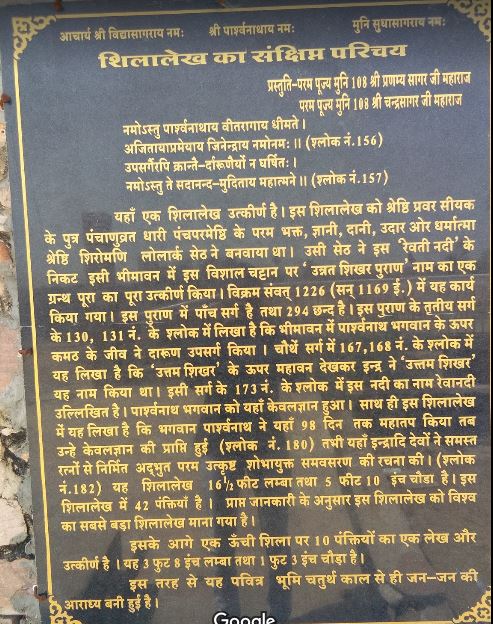 आचार्य श्री विद्यासागराय नमः श्री पार्श्वनाथाय नमः मुनि सुधासागराय नमः
शिलालेख का संक्षिप्त परिचय
प्रस्तुति-परम पूज्य मुनि 108 श्री प्रणम्य सागर जी महाराज
परम पूज्य मुनि 108 श्री चन्द्रसागर जी महाराज
नमोऽस्तु पार्श्वनाथाय वीतरागाय धीमते।
अजितायाप्रमेयाय जिनेन्द्राय नमोनमः॥ (श्लोक नं.156)
उपसर्गैरपि क्रान्तै-र्दारूणैर्यो न घर्षितः।
नमोऽस्तु ते सदानन्द-मुदिताय महात्मने॥ (श्लोक नं.157)
यहाँ एक शिलालेख उत्कीर्ण है। इस शिलालेख को श्रेष्ठि प्रवर सीयक
के पुत्र पंचाणुव्रत धारी पंचपरमेष्ठि के परम भक्त, ज्ञानी, दानी, उदार ओर धर्मात्मा
श्रेष्ठि शिरोमणि लोलार्क सेठ ने बनवाया था। उसी सेठ ने इस 'रेवती नदी' के
निकट इसी भीमावन में इस विशाल चट्टान पर 'उन्नत शिखर पुराण' नाम का एक
ग्रन्थ पूरा का पूरा उत्कीर्ण किया। विक्रम संवत् 1226 (सन् 1169 ई.) में यह कार्य
किया गया। इस पुराण में पाँच सर्ग है तथा 294 छन्द है। इस पुराण के तृतीय सर्ग
के 130, 131 नं. के श्लोक में लिखा है कि भीमावन में पार्श्वनाथ भगवान के ऊपर
कमठ के जीव ने दारूण उपसर्ग किया। चौथें सर्ग में 167,168 नं. के श्लोक में
यह लिखा है कि 'उत्तम शिखर' के ऊपर महावन देखकर इन्द्र ने 'उत्तम शिखर'
यह नाम किया था। इसी सर्ग के 173 नं. के श्लोक में इस नदी का नाम रेवानदी
उल्लिखित है। पार्श्वनाथ भगवान को यहाँ केवलज्ञान हुआ। साथ ही इस शिलालेख
में यह लिखा है कि भगवान पार्श्वनाथ ने यहाँ 98 दिन तक महातप किया तब
उन्हे केवलज्ञान की प्राप्ति हुई (श्लोक नं. 180) तभी यहाँ इन्द्रादि देवों ने समस्त
रत्नों से निर्मित अद्भुत परम उत्कृष्ट शोभायुक्त समवसरण की रचना की। (श्लोक
नं.182) यह शिलालेख 16½ फीट लम्बा तथा 5 फीट 10 इंच चौडा है। इस
शिलालेख में 42 पंक्तियाँ है। प्राप्त जानकारी के अनुसार इस शिलालेख को विश्व
का सबसे बड़ा शिलालेख माना गया है।
इसके आगे एक ऊँची शिला पर 10 पंक्तियों का एक लेख और
उत्कीर्ण है। यह 3 फुट 8 इंच लम्बा तथा 1 फुट 3 इंच चौड़ा है।
इस तरह से यह पवित्र भूमि चतुर्थ काल से ही जन-जन की
आराध्य बनी हुई है।
Google